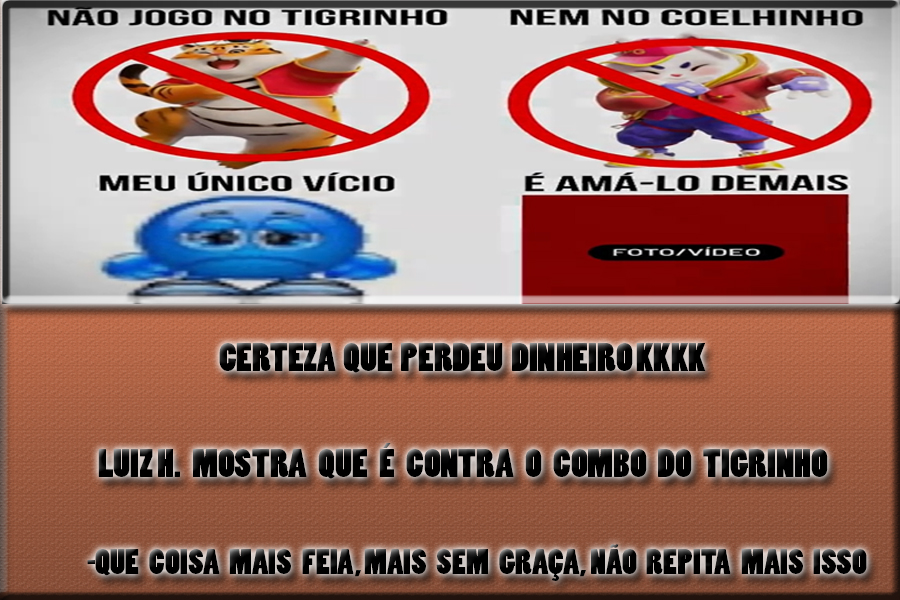 NÃO JOGO NO TIGRINHO
NEM NO COELHINHO
MEU ÚNICO VÍCIO
É AMÁ-LO DEMAIS
FOTO/VÍDEO
CERTEZA QUE PERDEU DINHEIRO KKKK
LUIZ H. MOSTRA QUE É CONTRA O COMBO DO TIGRINHO
-QUE COISA MAIS FEIA, MAIS SEM GRAÇA, NÃO REPITA MAIS ISSO